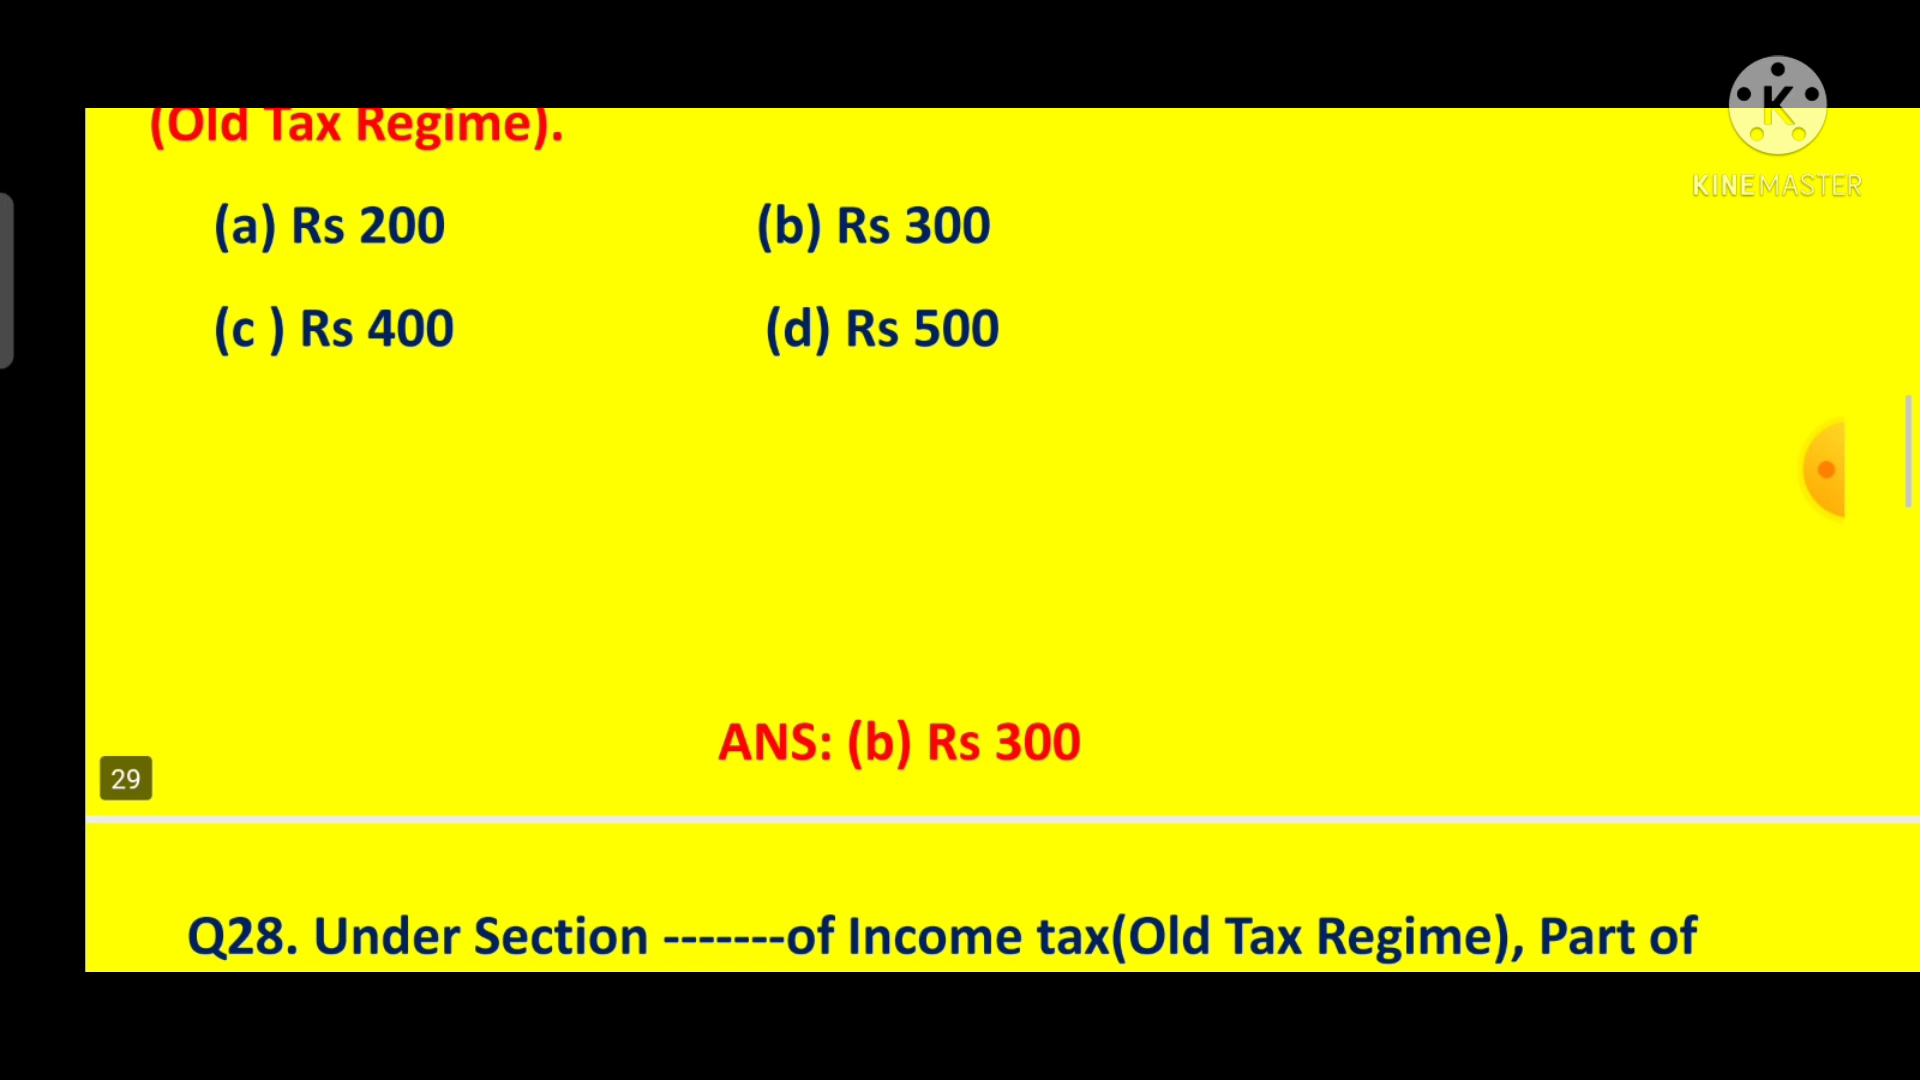 (Old Tax Regime).
(a) Rs 200 (b) Rs 300
(c ) Rs 400 (d) Rs 500
ANS: (b) Rs 300
29
Q28. Under Section -------of Income tax(Old Tax Regime), Part of
K
KINEMASTER